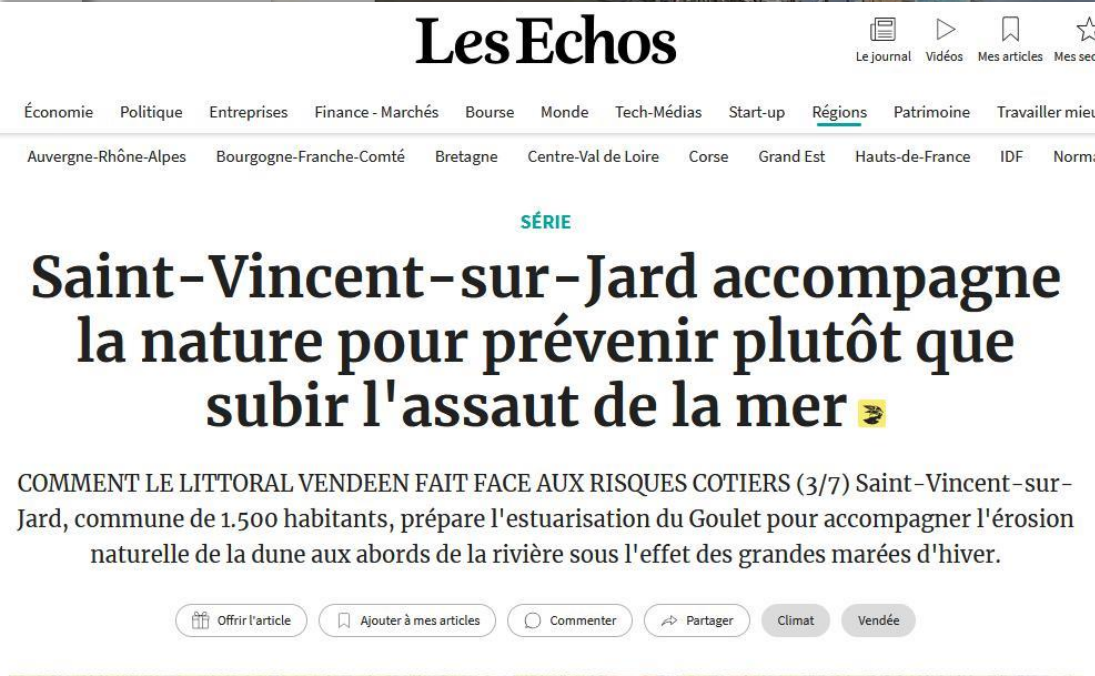 Les Echos
Le journal Vidéos Mes articles Mes sec
Économie Politique Entreprises Finance - Marchés Bourse Monde Tech-Médias Start-up Régions Patrimoine Travailler mieu
Auvergne-Rhône-Alpes Bourgogne-Franche-Comté Bretagne Centre-Val de Loire Corse Grand Est Hauts-de-France IDF Norma
SÉRIE
Saint-Vincent-sur-Jard accompagne
la nature pour prévenir plutôt que
subir l'assaut de la mer
COMMENT LE LITTORAL VENDEEN FAIT FACE AUX RISQUES COTIERS (3/7) Saint-Vincent-sur-
Jard, commune de 1.500 habitants, prépare l'estuarisation du Goulet pour accompagner l'érosion
naturelle de la dune aux abords de la rivière sous l'effet des grandes marées d'hiver.
Offrir l'article Ajouter à mes articles Commenter Partager Climat Vendée